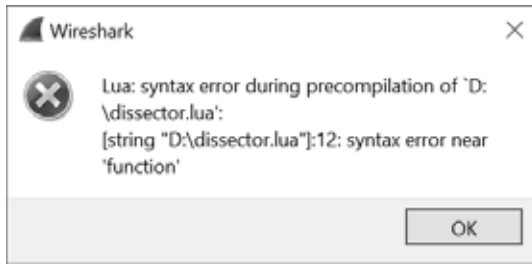 Wireshark
Lua: syntax error during precompilation of `D:
\dissector.lua':
[string "D:\dissector.lua"]:12: syntax error near
'function'
OK